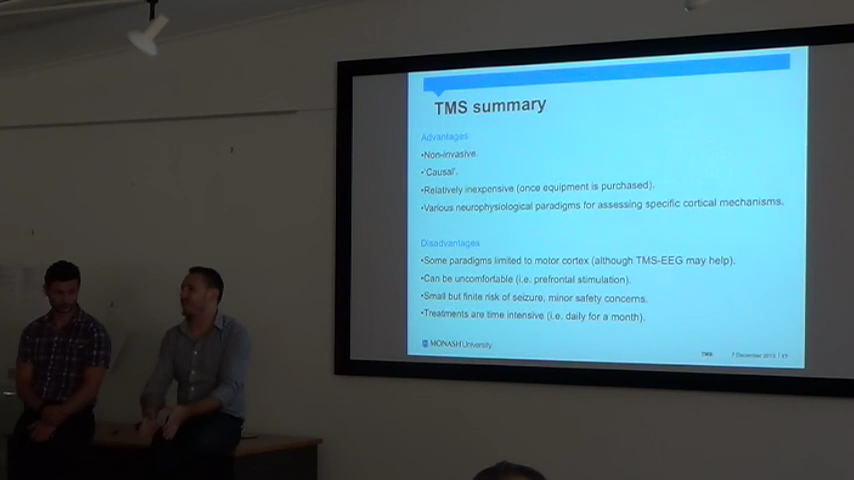 TMS summary
Advantages
•Non-invasive.
•'Causal'.
•Relatively inexpensive (once equipment is purchased).
•Various neurophysiological paradigms for assessing specific cortical mechanisms.
Disadvantages
•Some paradigms limited to motor cortex (although TMS-EEG may help).
•Can be uncomfortable (i.e. prefrontal stimulation).
•Small but finite risk of seizure, minor safety concerns.
•Treatments are time intensive (i.e. daily for a month).
MONASH University
TMS 7 December 2013 | 17